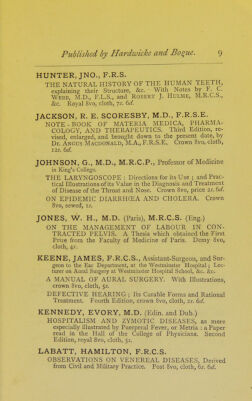 Published by Hardwicke and Bogue. 9
HUNTER, JNO., F.R.S.
THE NATURAL HISTORY OF THE HUMAN TEETH,
explaining their Structure, &c. With Notes by F. C.
WEBB, M.D., F.L.S., and ROBERT J. HULME, M.R.C.S.,
&c. Royal 8vo, cloth, 7s. 6d.
JACKSON, R. E. SCORESBY, M.D., F.R.S.E.
NOTE-BOOK OF MATERIA MEDICA, PHARMA-
COLOGY, AND THERAPEUTICS. Third Edition, re-
vised, enlarged, and brought down to the present date, by
Dr. ANGUS MACDONALD, M.A., F.R.S.E. Crown 8vo, cloth,
12s. 6d.
JOHNSON, G., M.D., M.R.C.P., Professor of Medicine
in King's College.
THE LARYNGOSCOPE: Directions for its Use; and Prac-
tical Illustrations of its Value in the Diagnosis and Treatment
of Disease of the Throat and Nose. Crown 8vo, price 2s. 6d.
ON EPIDEMIC DIARRHŒA AND CHOLERA. Crown
8vo, sewed, 1s.
JONES, W. H., M.D. (Paris), M.R.C.S. (Eng.)
ON THE MANAGEMENT OF LABOUR IN CON-
TRACTED PELVIS. A Thesis which obtained the First
Prize from the Faculty of Medicine of Paris. Demy 8vo,
cloth, 4s.
KEENE, JAMES, F.R.C.S., Assistant-Surgeon, and Sur-
geon to the Ear Department, at the Westminster Hospital; Lec-
turer on Aural Surgery at Westminster Hospital School, &c. &c.
A MANUAL OF AURAL SURGERY. With Illustrations,
crown 8vo, cloth, 5s.
DEFECTIVE HEARING; Its Curable Forms and Rational
Treatment. Fourth Edition, crown 8vo, cloth, 2s. 6d.
KENNEDY, EVORY, M.D. (Edin. and Dub.)
HOSPITALISM AND ZYMOTIC DISEASES, as more
especially illustrated by Puerperal Fever, or Metria: a Paper
read in the Hall of the College of Physicians. Second
Edition, royal 8vo, cloth, 5s.
LABATT, HAMILTON, F.R.C.S.
OBSERVATIONS ON VENEREAL DISEASES, Derived
from Civil and Military Practice. Post 8vo, cloth, 6s. 6d.